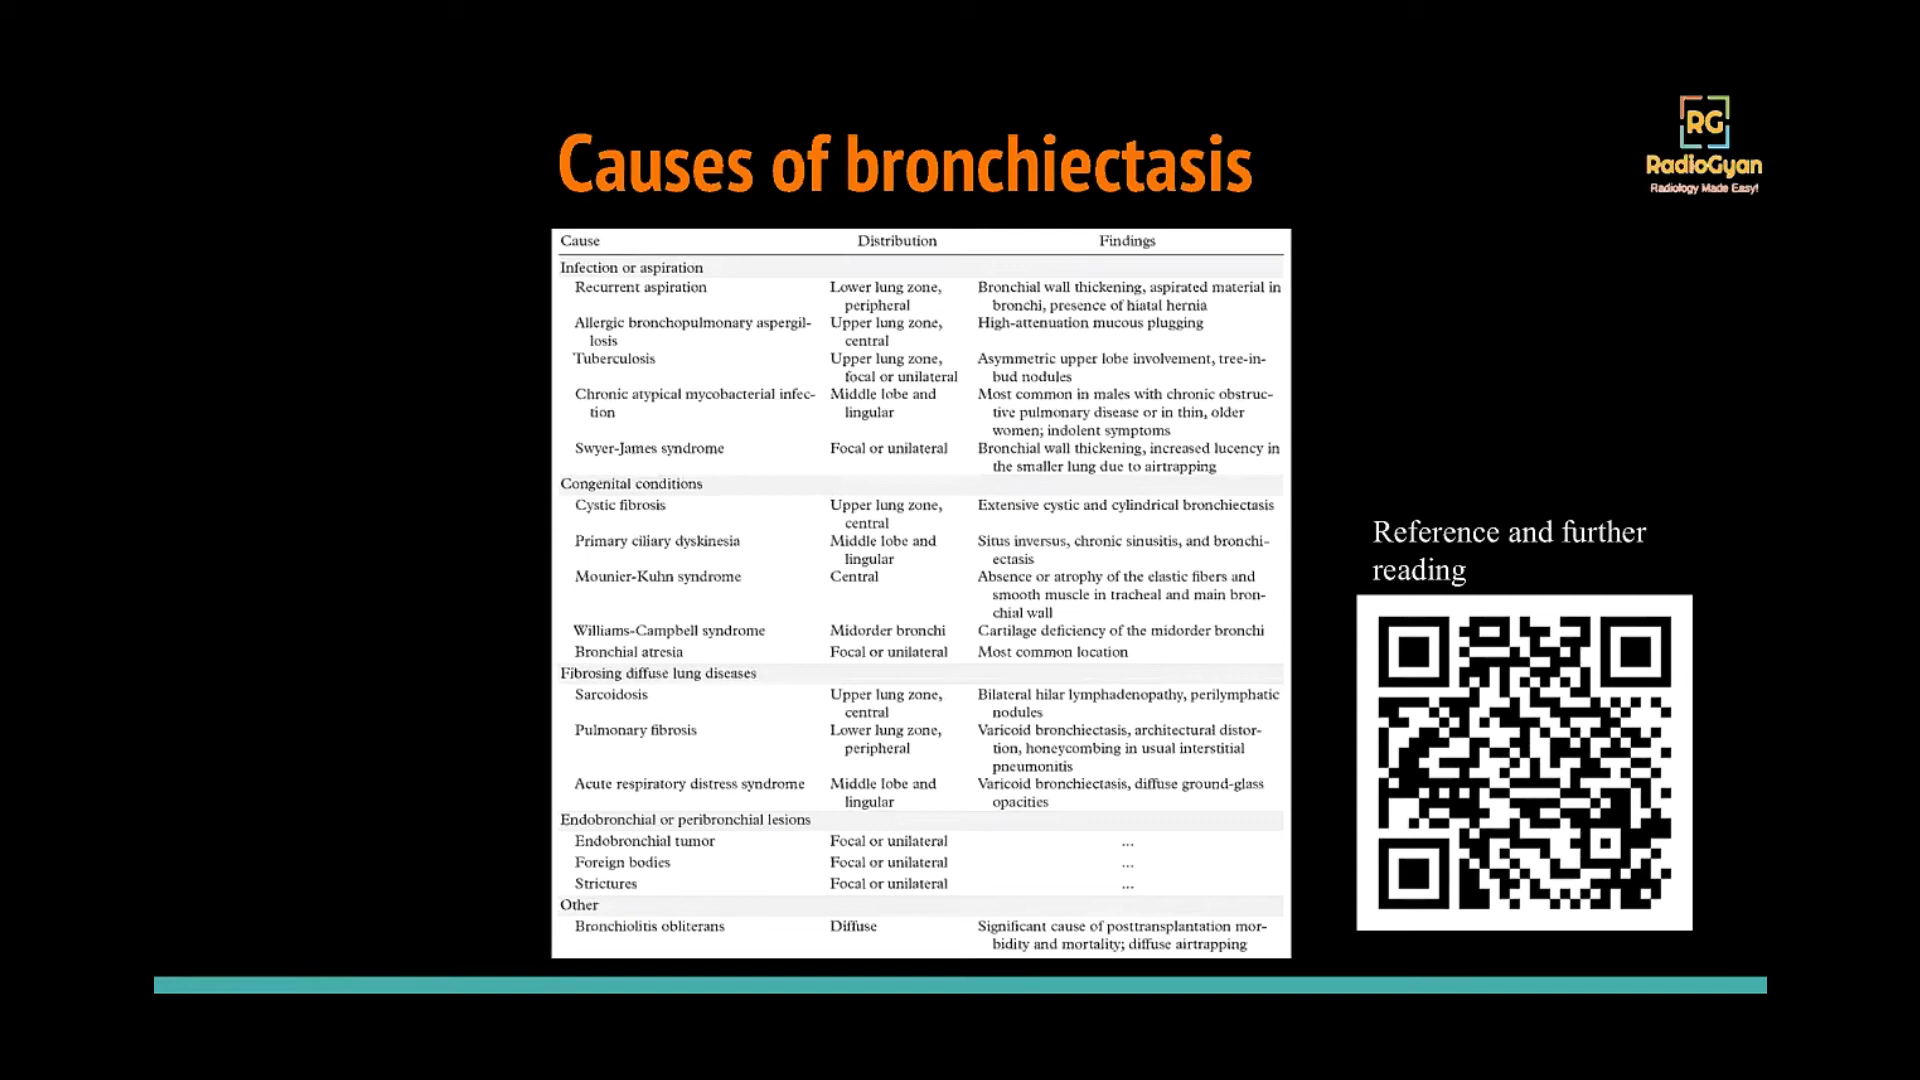 Causes of bronchiectasis
RG
RadioGyan
Radiology Made Easy!
Cause Distribution Findings
Infection or aspiration
Recurrent aspiration Lower lung zone, Bronchial wall thickening, aspirated material in
peripheral bronchi, presence of hiatal hernia
Allergic bronchopulmonary aspergil- Upper lung zone, High-attenuation mucous plugging
losis central
Tuberculosis Upper lung zone, Asymmetric upper lobe involvement, tree-in-
focal or unilateral bud nodules
Chronic atypical mycobacterial infec- Middle lobe and Most common in males with chronic obstruc-
tion lingular tive pulmonary disease or in thin, older
women; indolent symptoms
Swyer-James syndrome Focal or unilateral Bronchial wall thickening, increased lucency in
the smaller lung due to airtrapping
Congenital conditions
Cystic fibrosis Upper lung zone, Extensive cystic and cylindrical bronchiectasis
central
Primary ciliary dyskinesia Middle lobe and Situs inversus, chronic sinusitis, and bronchi-
lingular ectasis
Mounier-Kuhn syndrome Central Absence or atrophy of the elastic fibers and
smooth muscle in tracheal and main bron-
chial wall
Williams-Campbell syndrome Midorder bronchi Cartilage deficiency of the midorder bronchi
Bronchial atresia Focal or unilateral Most common location
Fibrosing diffuse lung diseases
Sarcoidosis Upper lung zone, Bilateral hilar lymphadenopathy, perilymphatic
central nodules
Pulmonary fibrosis Lower lung zone, Varicoid bronchiectasis, architectural distor-
peripheral tion, honeycombing in usual interstitial
pneumonitis
Acute respiratory distress syndrome Middle lobe and Varicoid bronchiectasis, diffuse ground-glass
lingular opacities
Endobronchial or peribronchial lesions
Endobronchial tumor Focal or unilateral ...
Foreign bodies Focal or unilateral ...
Strictures Focal or unilateral ...
Other
Bronchiolitis obliterans Diffuse Significant cause of posttransplantation mor-
bidity and mortality; diffuse airtrapping
Reference and further
reading